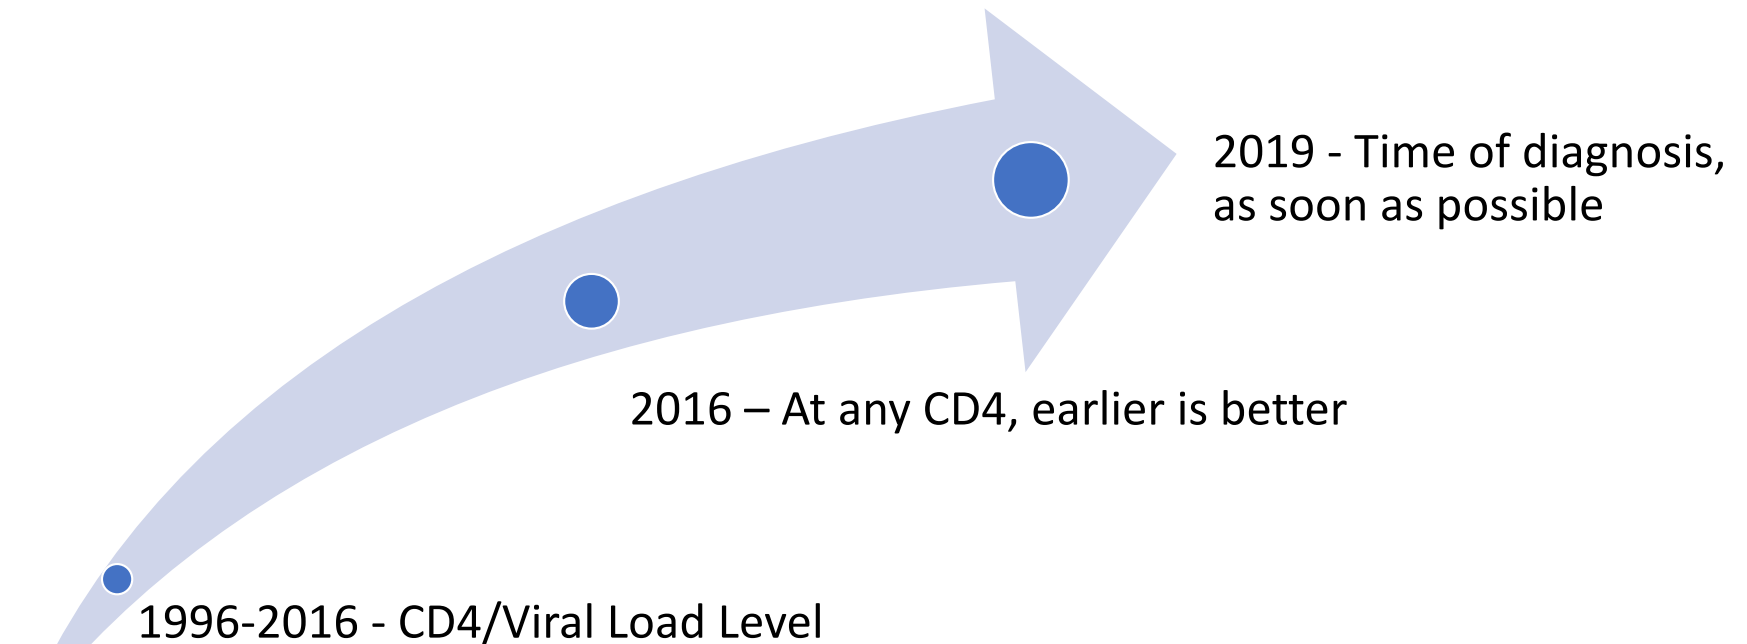 2019 - Time of diagnosis,
as soon as possible
2016 – At any CD4, earlier is better
1996-2016 - CD4/Viral Load Level